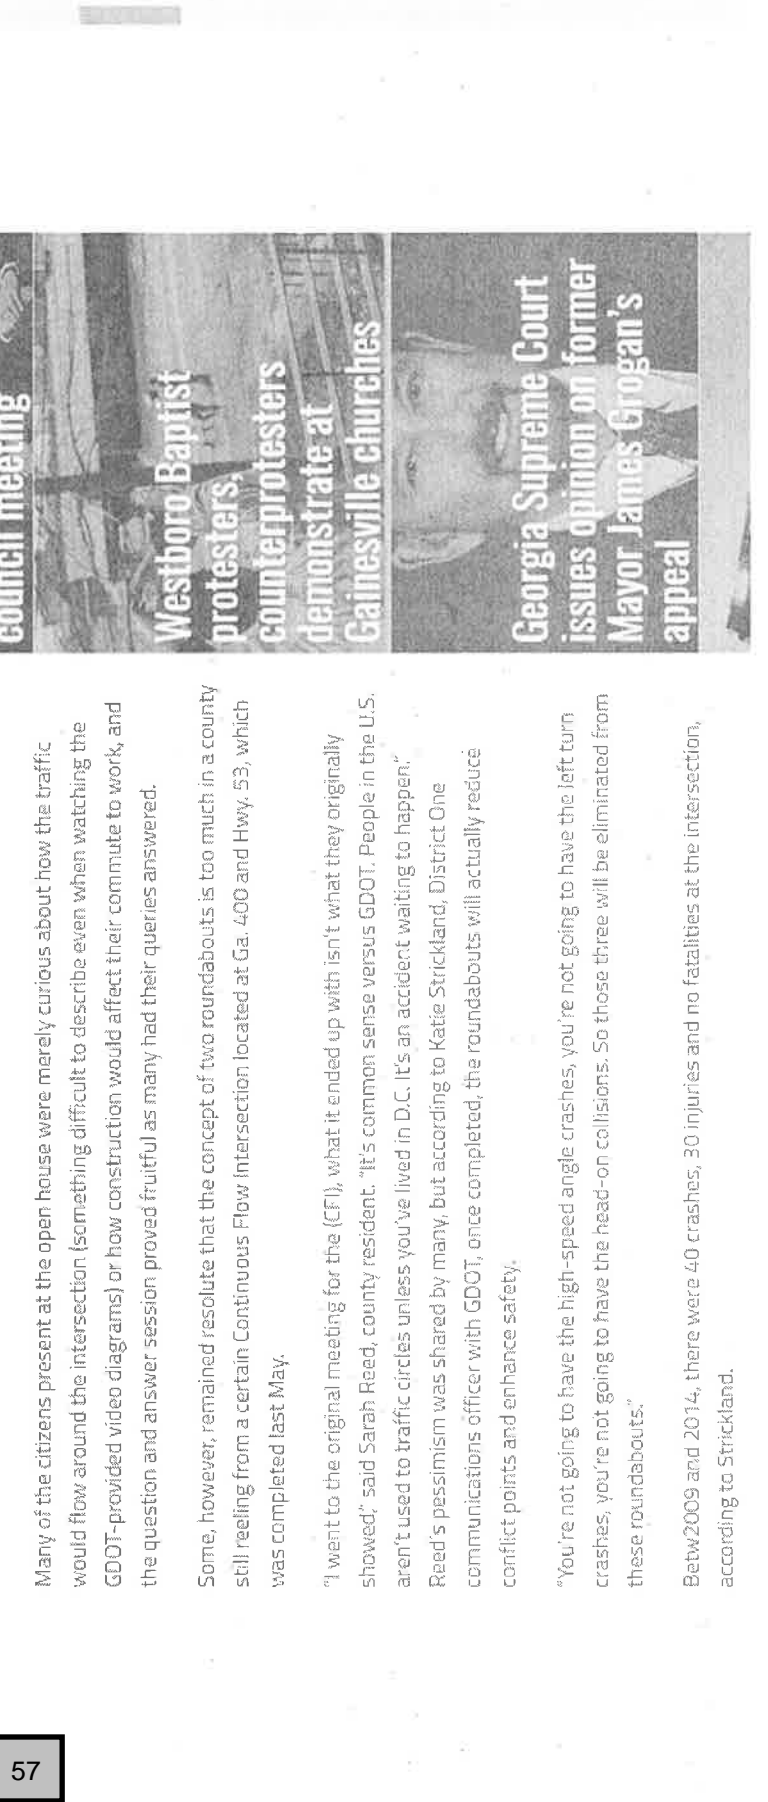 Many of the citizens present at the open house were merely curious about how the traffic
would flow around the intersection (something difficult to describe even when watching the
GDOT-provided video diagrams) or how construction would affect their commute to work, and
the question and answer session proved fruitful as many had their queries answered.
Some, however, remained resolute that the concept of two roundabouts is too much in a county
still reeling from a certain Continuous Flow Intersection located at Ga. 400 and Hwy. 53, which
was completed last May.
"I went to the original meeting for the (CFI), what it ended up with isn't what they originally
showed," said Sarah Reed, county resident. "It's common sense versus GDOT. People in the U.S.
aren't used to traffic circles unless you've lived in D.C. It's an accident waiting to happen."
Reed's pessimism was shared by many, but according to Katie Strickland, District One
communications officer with GDOT, once completed, the roundabouts will actually reduce
conflict points and enhance safety.
"You're not going to have the high-speed angle crashes, you're not going to have the left turn
crashes, you're not going to have the head-on collisions. So those three will be eliminated from
these roundabouts."
Betw2009 and 2014, there were 40 crashes, 30 injuries and no fatalities at the intersection,
according to Strickland.
council meeting
Westboro Baptist
protesters,
counterprotesters
demonstrate at
Gainesville churches
Georgia Supreme Court
issues opinion on former
Mayor James Grogan's
appeal
57